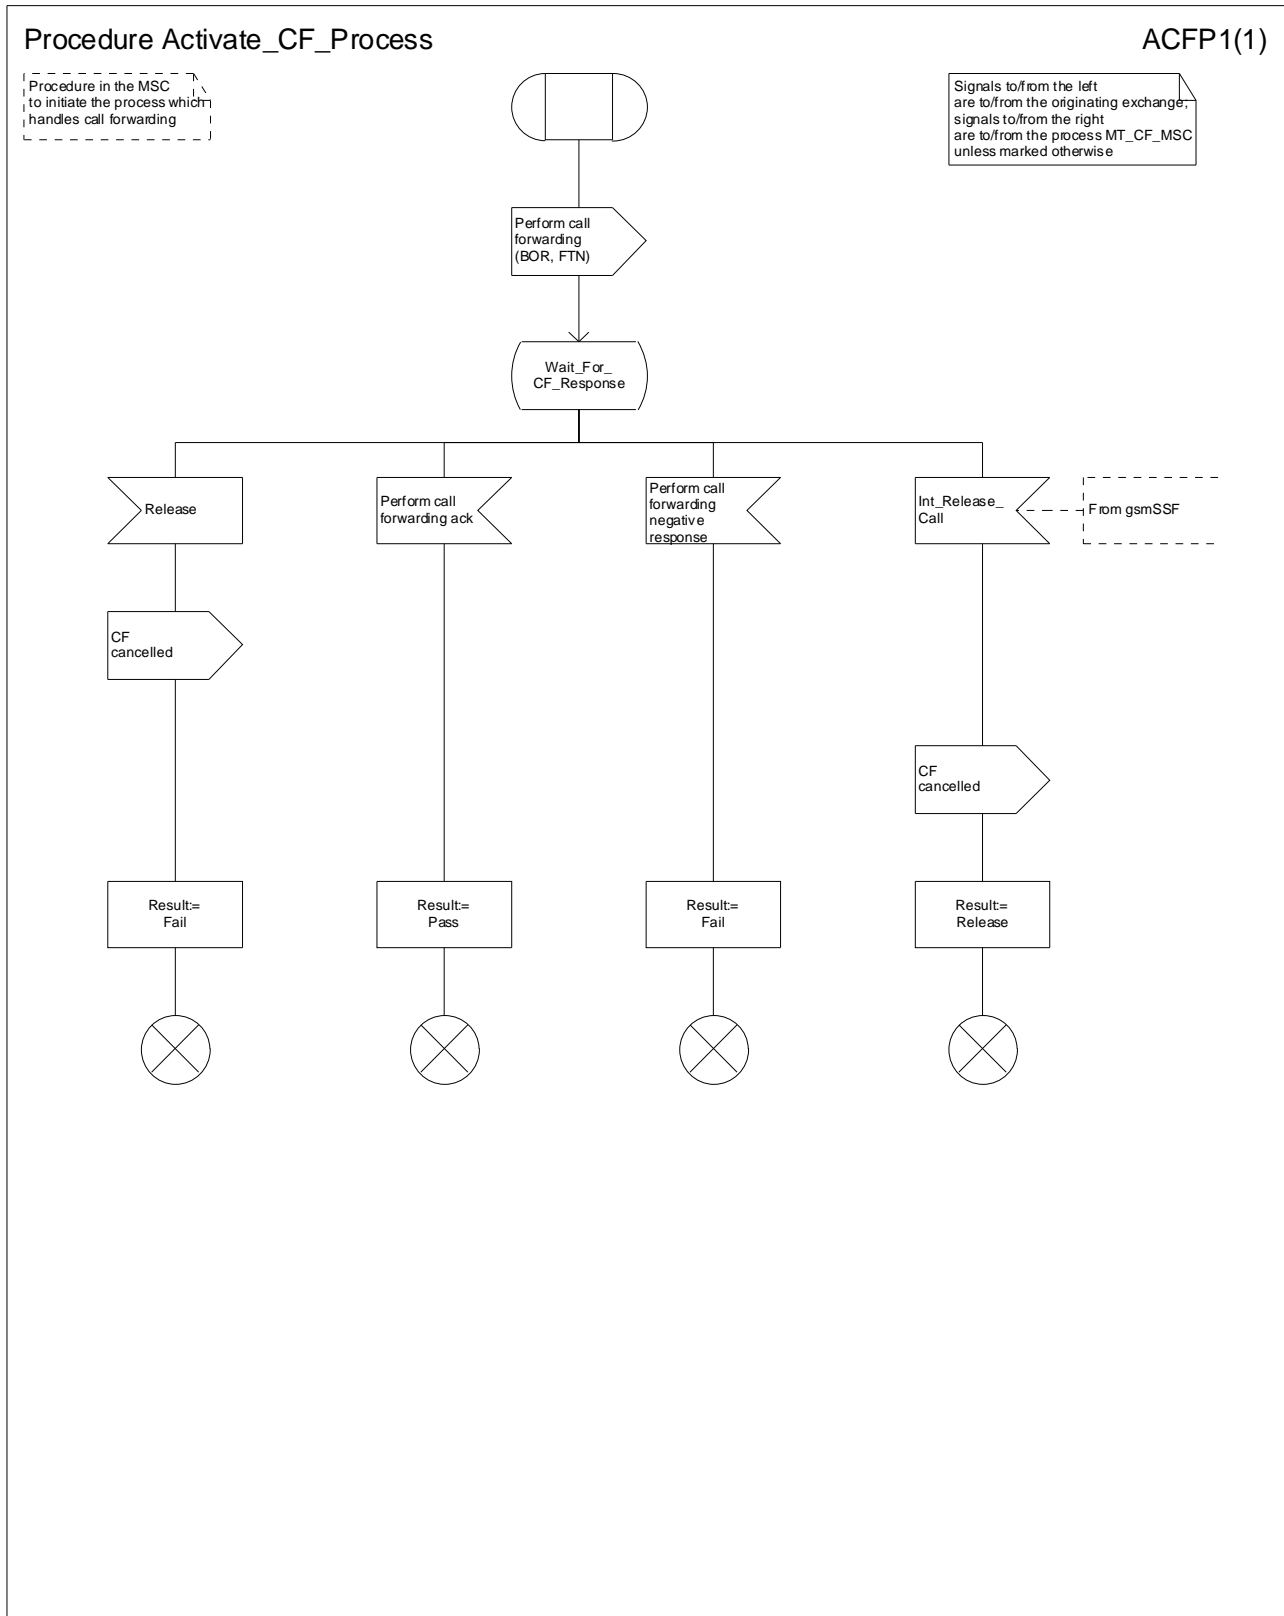 Procedure Activate_CF_Process
ACFP1(1)
Procedure in the MSC
to initiate the process which
handles call forwarding
Signals to/from the left
are to/from the originating exchange;
signals to/from the right
are to/from the process MT_CF_MSC
unless marked otherwise
Perform call
forwarding
(BOR, FTN)
Wait_For_
CF_Response
Release
Perform call
forwarding ack
Perform call
forwarding
negative
response
Int_Release_
Call
From gsmSSF
CF
cancelled
CF
cancelled
Result:=
Fail
Result:=
Pass
Result:=
Fail
Result:=
Release